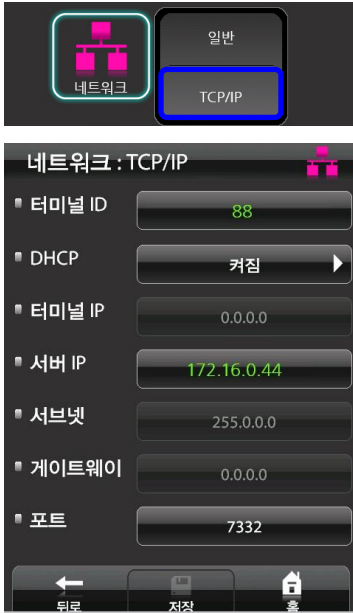 일반
네트워크
TCP/IP
네트워크 : TCP/IP
터미널 ID
88
DHCP
켜짐
터미널 IP
0.0.0.0
서버 IP
172.16.0.44
서브넷
255.0.0.0
게이트웨이
0.0.0.0
포트
7332
뒤로 저장 홈